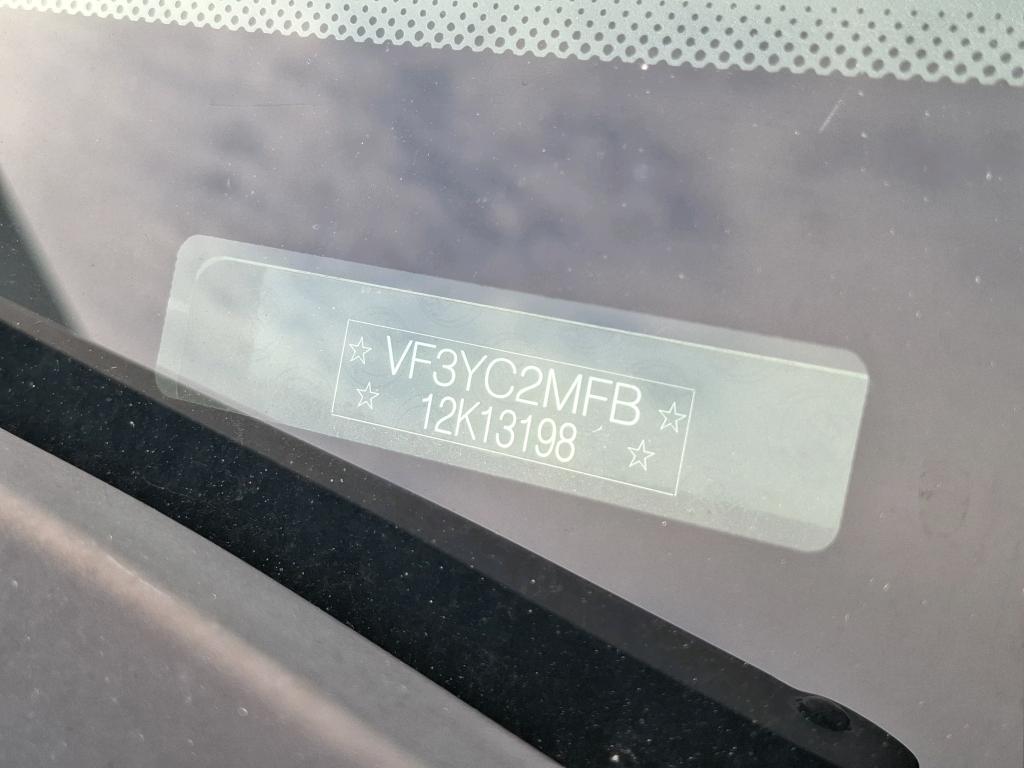 ☆ VF3YC2MFB ☆
☆ 12K13198 ☆